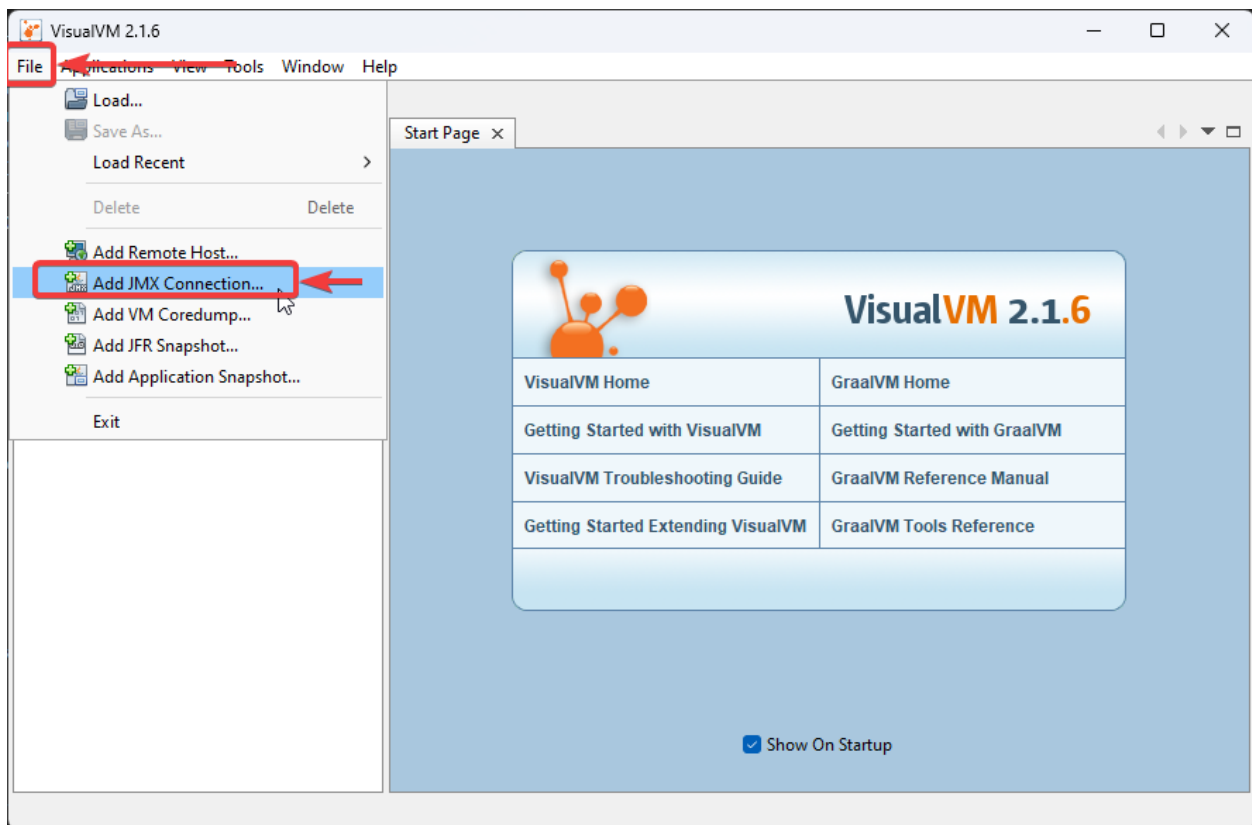 VisualVM 2.1.6
File Applications View Tools Window Help
Load...
Save As...
Load Recent
Delete Delete
Add Remote Host...
Add JMX Connection...
Add VM Coredump...
Add JFR Snapshot...
Add Application Snapshot...
Exit
Start Page
VisualVM 2.1.6
VisualVM Home GraalVM Home
Getting Started with VisualVM Getting Started with GraalVM
VisualVM Troubleshooting Guide GraalVM Reference Manual
Getting Started Extending VisualVM GraalVM Tools Reference
Show On Startup